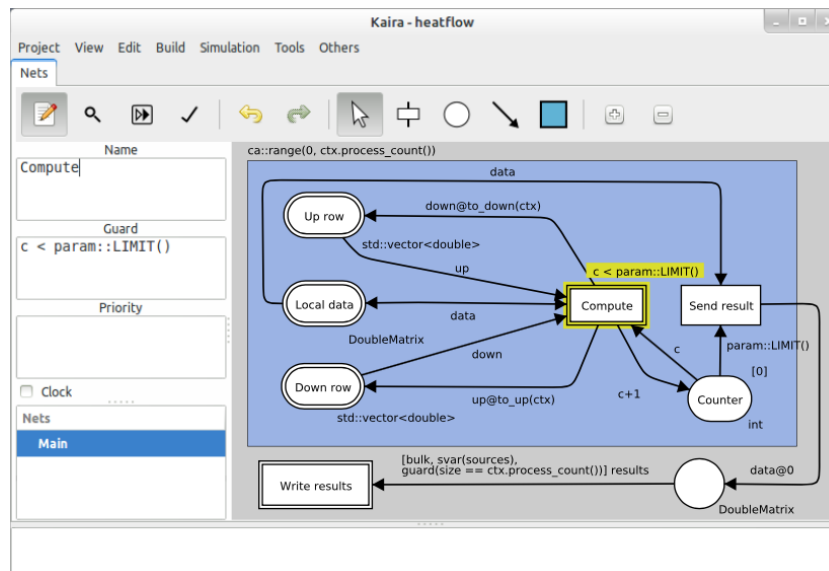 Kaira - heatflow
Project View Edit Build Simulation Tools Others
Nets
Name
Compute
Guard
c < param::LIMIT()
Priority
Clock
Nets
Main
ca::range(0, ctx.process_count())
data
down@to_down(ctx)
Up row
std::vector<double>
up
c < param::LIMIT()
Local data
Compute
Send result
data
DoubleMatrix
down
c
param::LIMIT()
[0]
Down row
up@to_up(ctx)
c+1
Counter
std::vector<double>
int
[bulk, svar(sources),
guard(size == ctx.process_count())] results
Write results
data@0
DoubleMatrix